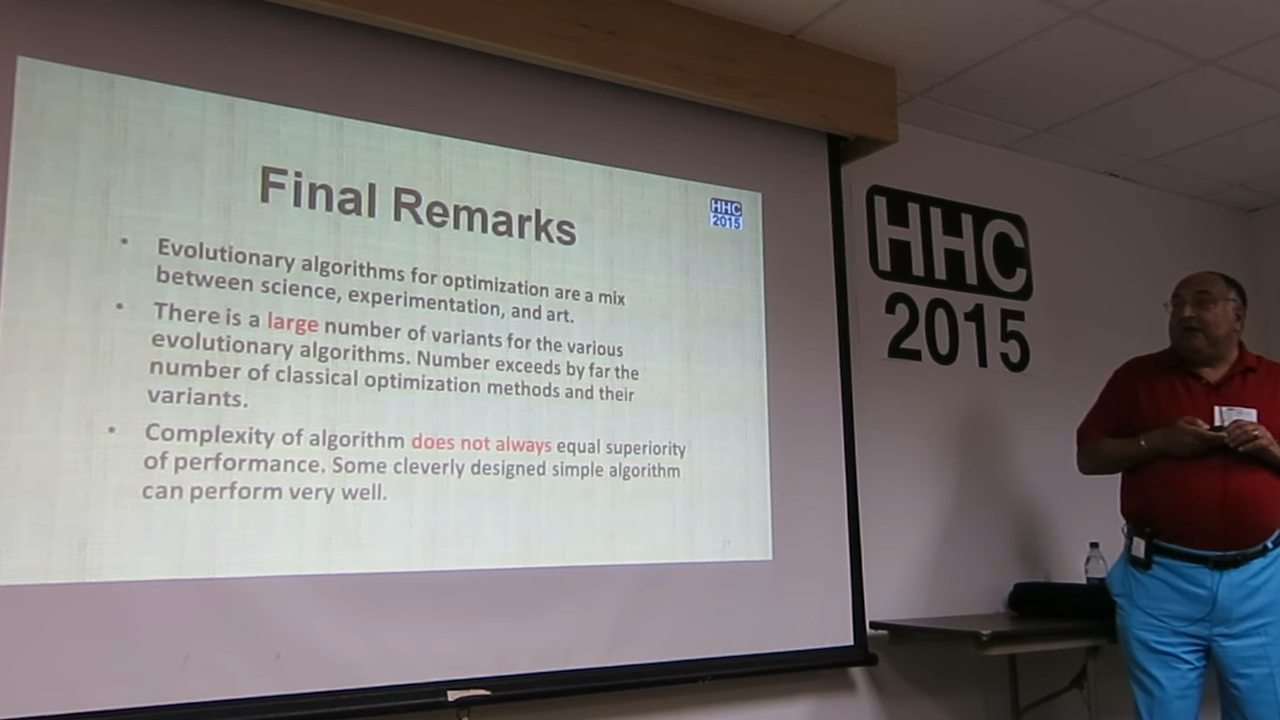 Final Remarks
HHC
2015
• Evolutionary algorithms for optimization are a mix
between science, experimentation, and art.
• There is a large number of variants for the various
evolutionary algorithms. Number exceeds by far the
number of classical optimization methods and their
variants.
• Complexity of algorithm does not always equal superiority
of performance. Some cleverly designed simple algorithm
can perform very well.
HHC
2015